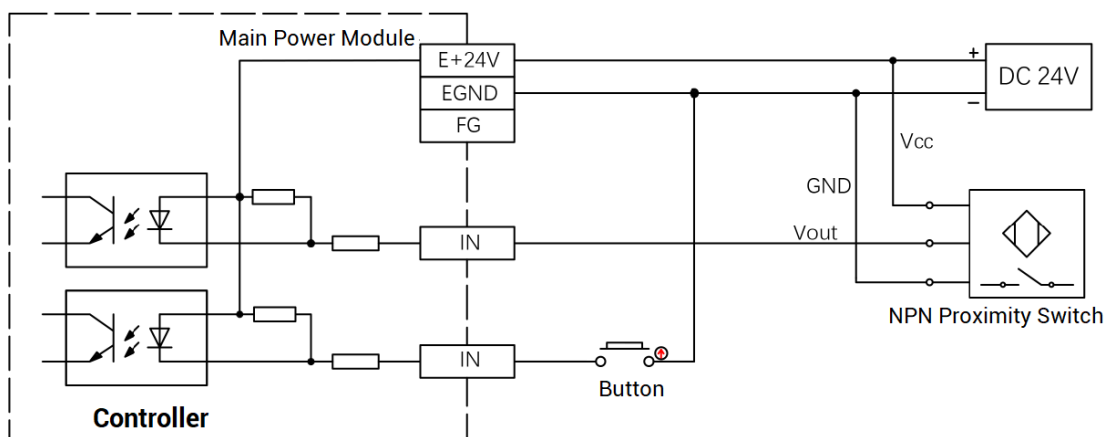 Main Power Module
E+24V
EGND
FG
+
DC 24V
−
Vcc
GND
Vout
IN
NPN Proximity Switch
IN
Button
Controller